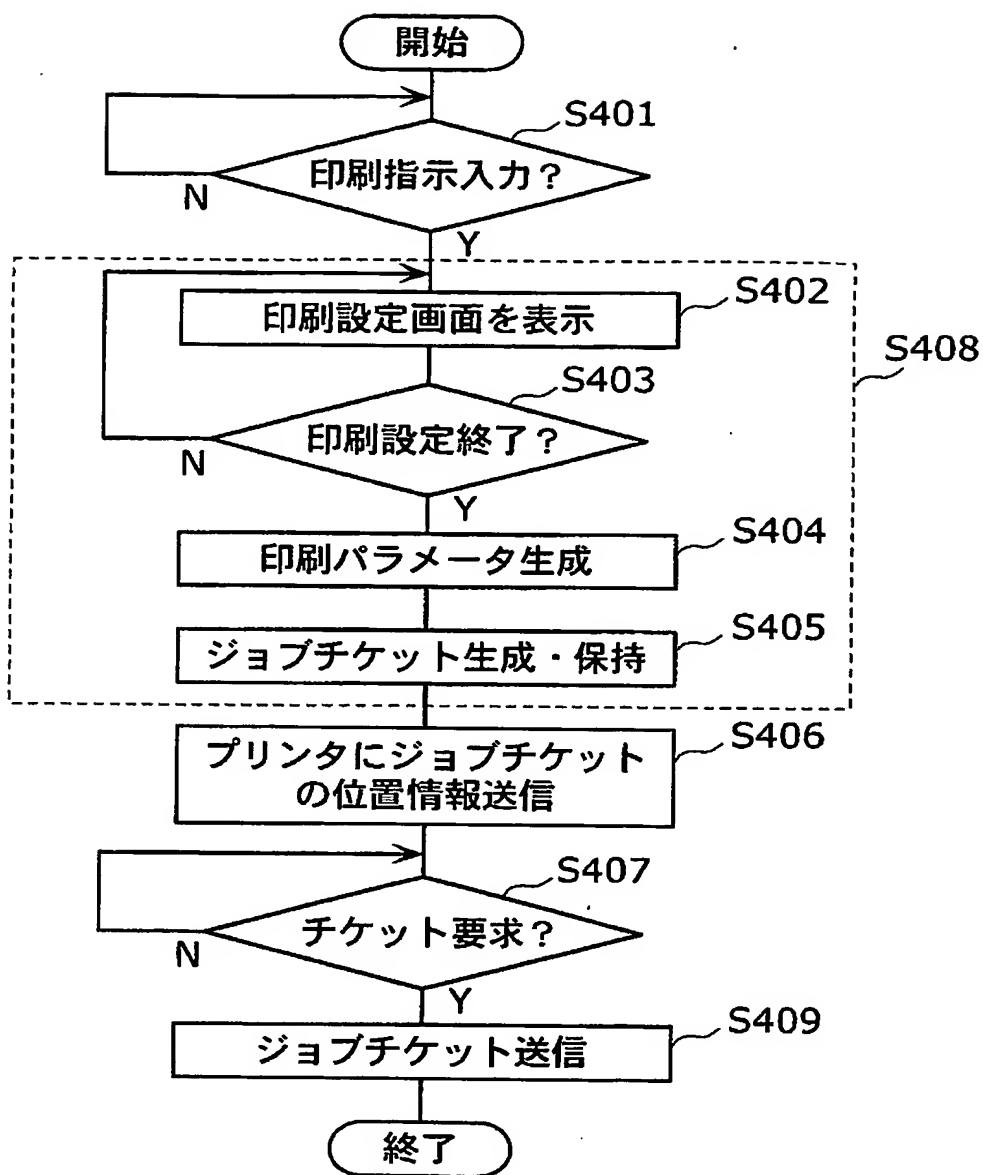 開始
S401
印刷指示入力?
N
Y
S402
印刷設定画面を表示
S408
S403
印刷設定終了?
N
Y
S404
印刷パラメータ生成
S405
ジョブチケット生成・保持
S406
プリンタにジョブチケット
の位置情報送信
S407
チケット要求?
N
Y
S409
ジョブチケット送信
終了